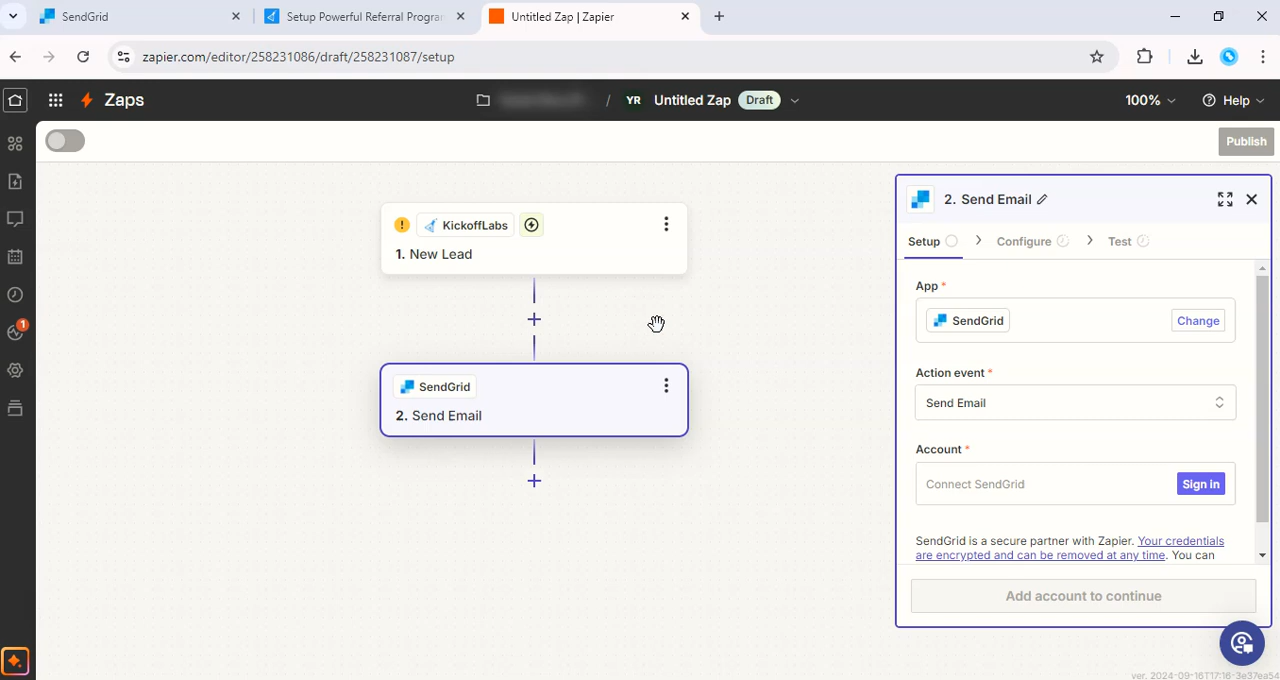 SendGrid
Setup Powerful Referral Progra
Untitled Zap | Zapier
zapier.com/editor/258231086/draft/258231087/setup
Zaps
/ YR Untitled Zap Draft
100%
Help
Publish
KickoffLabs
1. New Lead
SendGrid
2. Send Email
1
2. Send Email
Setup
Configure
Test
App *
SendGrid
Change
Action event *
Send Email
Account *
Connect SendGrid
Sign in
SendGrid is a secure partner with Zapier. Your credentials
are encrypted and can be removed at any time. You can
Add account to continue
ver. 2024-09-16T17:16-3e37ea54